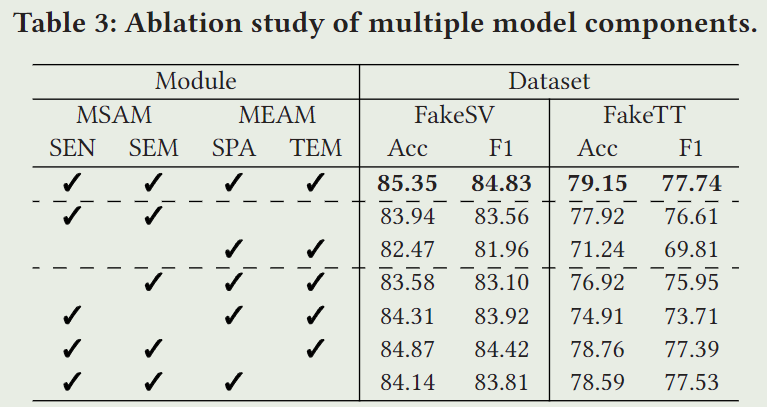 Table 3: Ablation study of multiple model components.
Module Dataset
MSAM MEAM FakeSV FakeTT
SEN SEM SPA TEM Acc F1 Acc F1
✓ ✓ ✓ ✓ 85.35 84.83 79.15 77.74
✓ ✓ 83.94 83.56 77.92 76.61
✓ ✓ 82.47 81.96 71.24 69.81
✓ ✓ ✓ 83.58 83.10 76.92 75.95
✓ ✓ ✓ 84.31 83.92 74.91 73.71
✓ ✓ ✓ 84.87 84.42 78.76 77.39
✓ ✓ ✓ 84.14 83.81 78.59 77.53